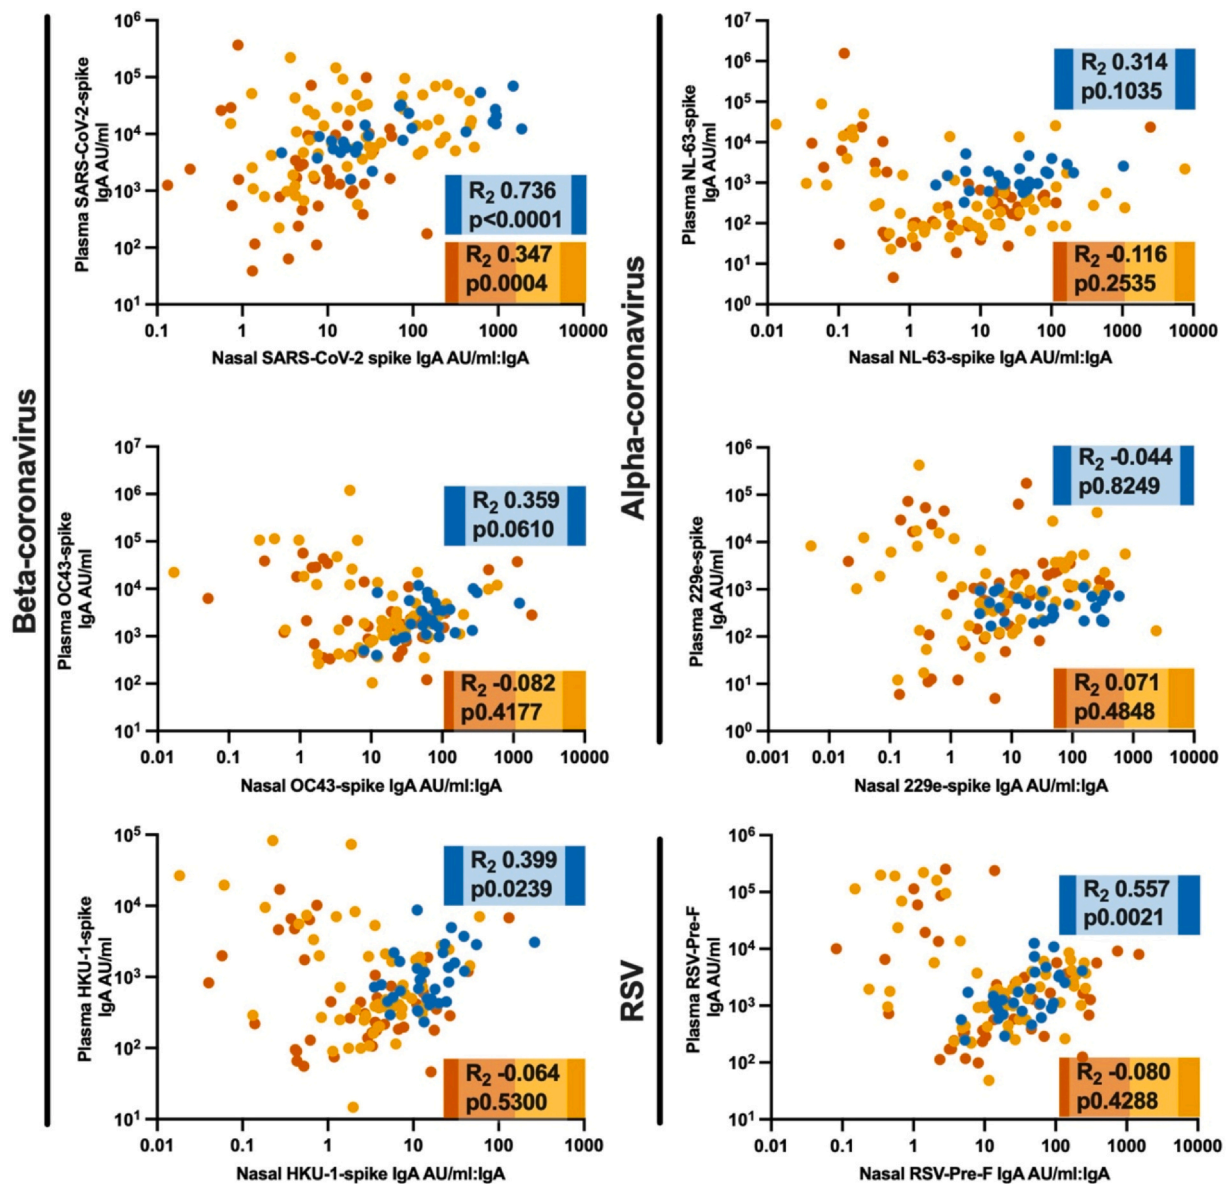 Beta-coronavirus
Plasma SARS-CoV-2-spike
IgA AU/ml
10⁶
10⁵
10⁴
10³
10²
10¹
R₂ 0.736
p<0.0001
R₂ 0.347
p0.0004
0.1
1
10
100
1000
10000
Nasal SARS-CoV-2 spike IgA AU/ml:IgA
Plasma OC43-spike
IgA AU/ml
10⁷
10⁶
10⁵
10⁴
10³
10²
10¹
R₂ 0.359
p0.0610
R₂ -0.082
p0.4177
0.01
0.1
1
10
100
1000
10000
Nasal OC43-spike IgA AU/ml:IgA
Plasma HKU-1-spike
IgA AU/ml
10⁵
10⁴
10³
10²
10¹
R₂ 0.399
p0.0239
R₂ -0.064
p0.5300
0.01
0.1
1
10
100
1000
Nasal HKU-1-spike IgA AU/ml:IgA
Alpha-coronavirus
Plasma NL-63-spike
IgA AU/ml
10⁷
10⁶
10⁵
10⁴
10³
10²
10¹
10⁰
R₂ 0.314
p0.1035
R₂ -0.116
p0.2535
0.01
0.1
1
10
100
1000
10000
Nasal NL-63-spike IgA AU/ml:IgA
Plasma 229e-spike
IgA AU/ml
10⁶
10⁵
10⁴
10³
10²
10¹
10⁰
R₂ -0.044
p0.8249
R₂ 0.071
p0.4848
0.001
0.01
0.1
1
10
100
1000
10000
Nasal 229e-spike IgA AU/ml:IgA
RSV
Plasma RSV-Pre-F
IgA AU/ml
10⁶
10⁵
10⁴
10³
10²
10¹
R₂ 0.557
p0.0021
R₂ -0.080
p0.4288
0.01
0.1
1
10
100
1000
10000
Nasal RSV-Pre-F IgA AU/ml:IgA